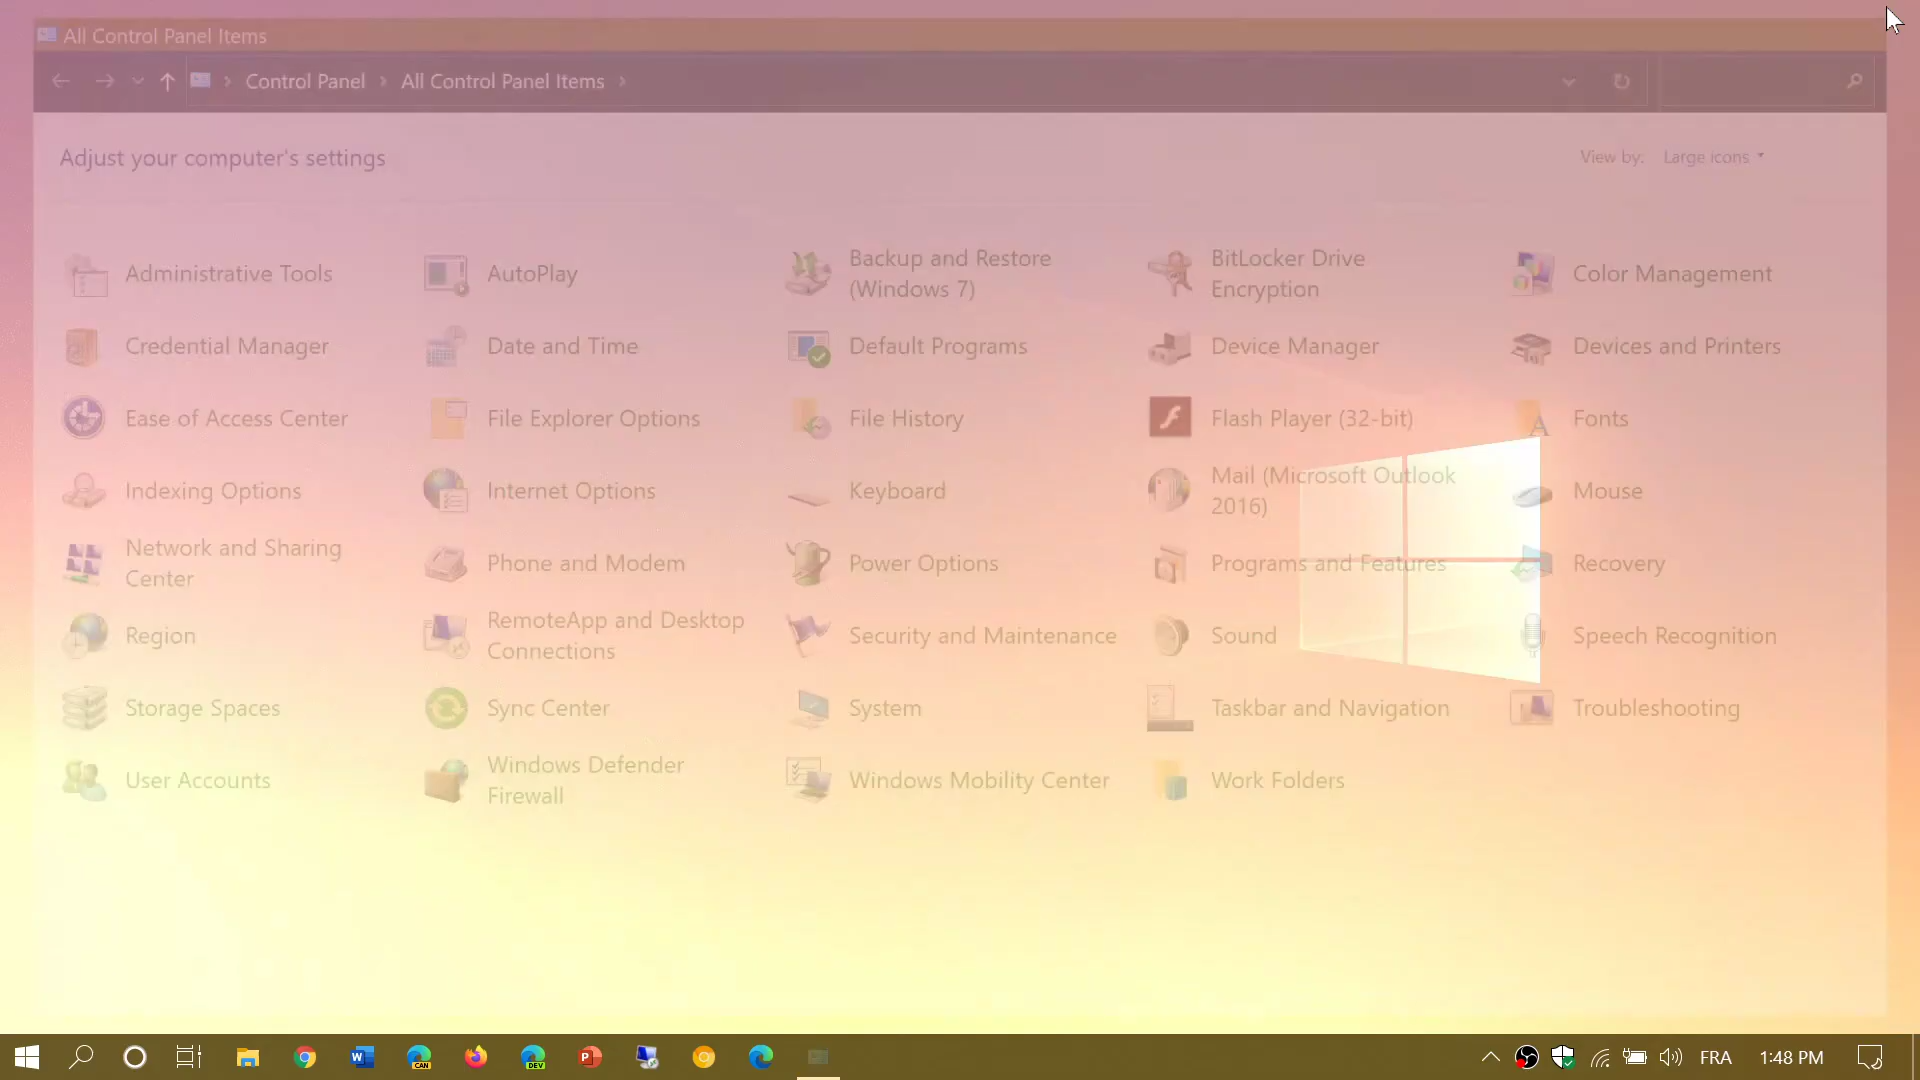 All Control Panel Items
Control Panel
All Control Panel Items
Adjust your computer's settings
View by:
Large icons
Administrative Tools
AutoPlay
Backup and Restore
(Windows 7)
BitLocker Drive
Encryption
Color Management
Credential Manager
Date and Time
Default Programs
Device Manager
Devices and Printers
Ease of Access Center
File Explorer Options
File History
Flash Player (32-bit)
Fonts
Indexing Options
Internet Options
Keyboard
Mail (Microsoft Outlook
2016)
Mouse
Network and Sharing
Center
Phone and Modem
Power Options
Programs and Features
Recovery
Region
RemoteApp and Desktop
Connections
Security and Maintenance
Sound
Speech Recognition
Storage Spaces
Sync Center
System
Taskbar and Navigation
Troubleshooting
User Accounts
Windows Defender
Firewall
Windows Mobility Center
Work Folders
W
CAN
DEV
P
FRA
1:48 PM